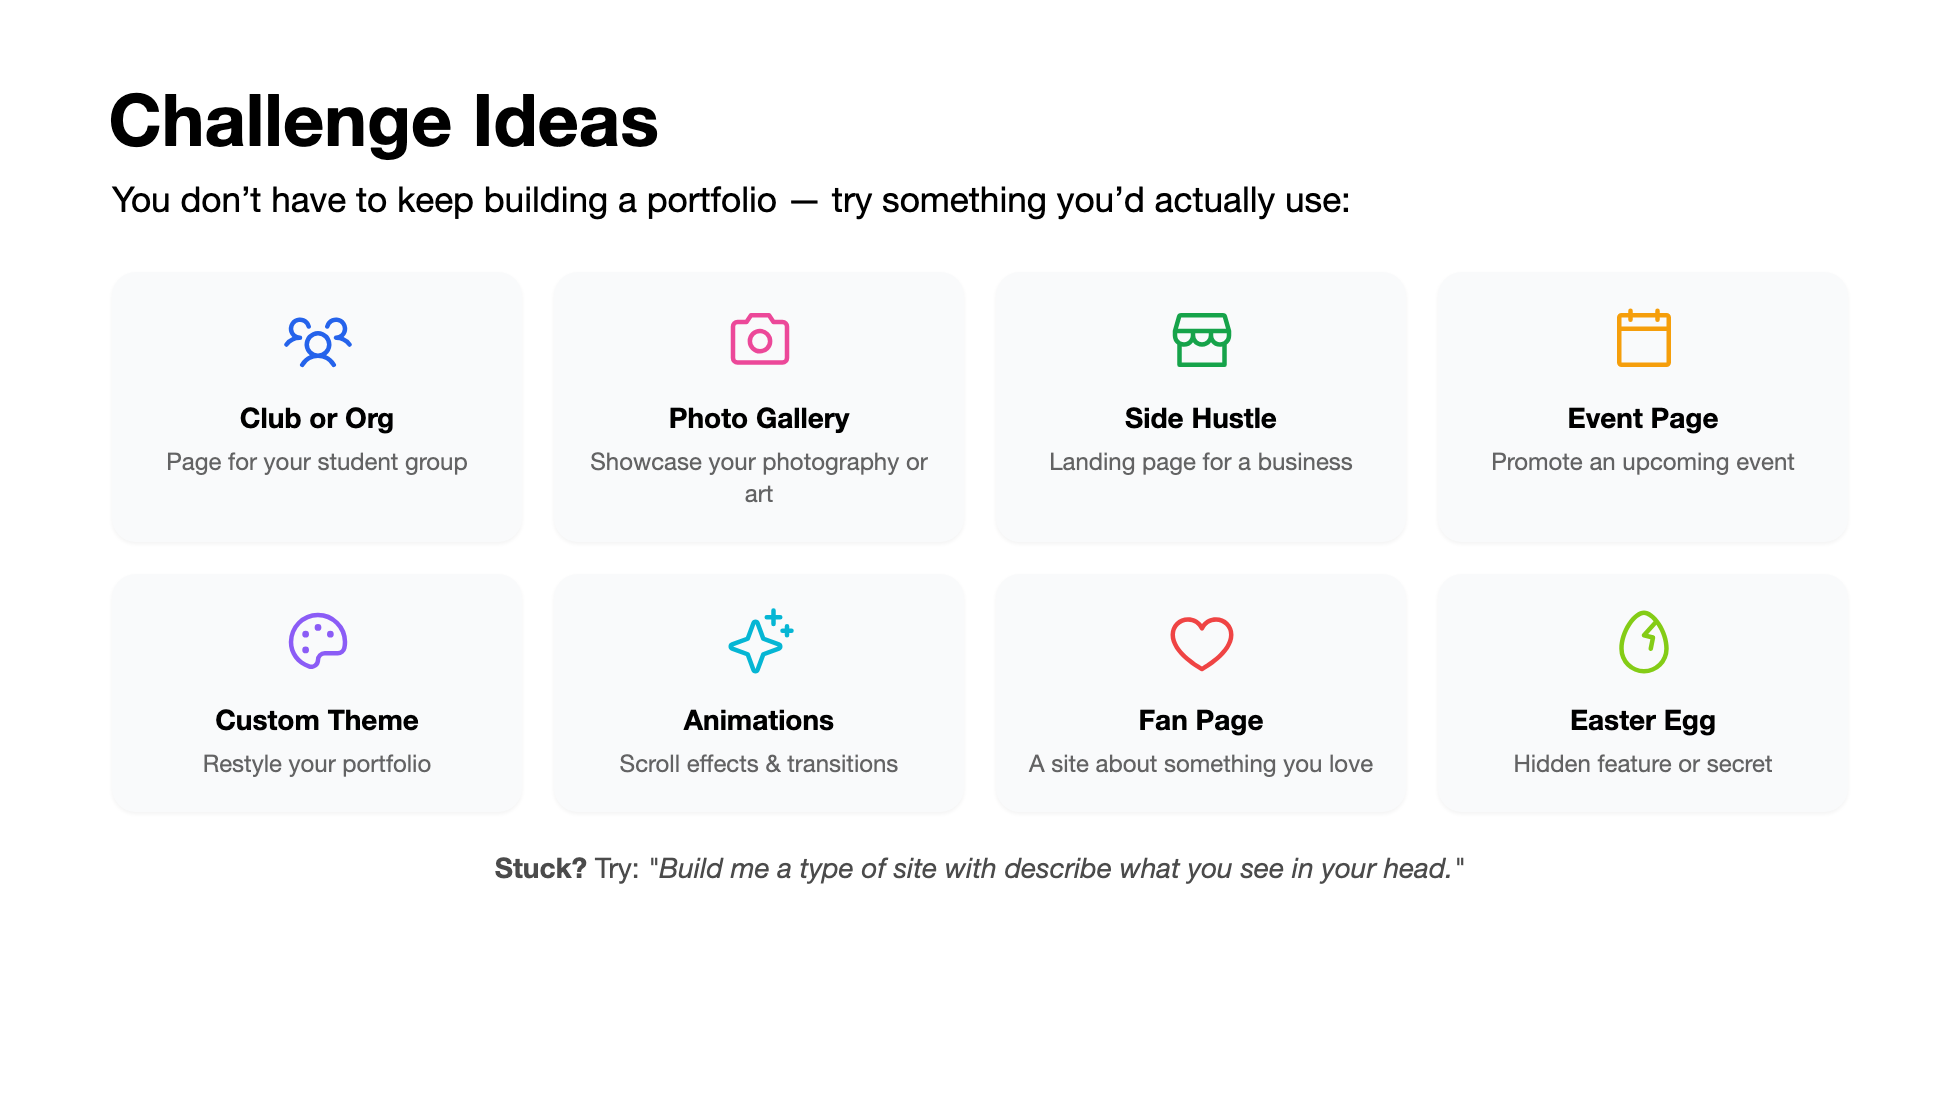 Challenge Ideas
You don’t have to keep building a portfolio — try something you’d actually use:
Club or Org
Page for your student group
Photo Gallery
Showcase your photography or
art
Side Hustle
Landing page for a business
Event Page
Promote an upcoming event
Custom Theme
Restyle your portfolio
Animations
Scroll effects & transitions
Fan Page
A site about something you love
Easter Egg
Hidden feature or secret
Stuck? Try: "Build me a type of site with describe what you see in your head."